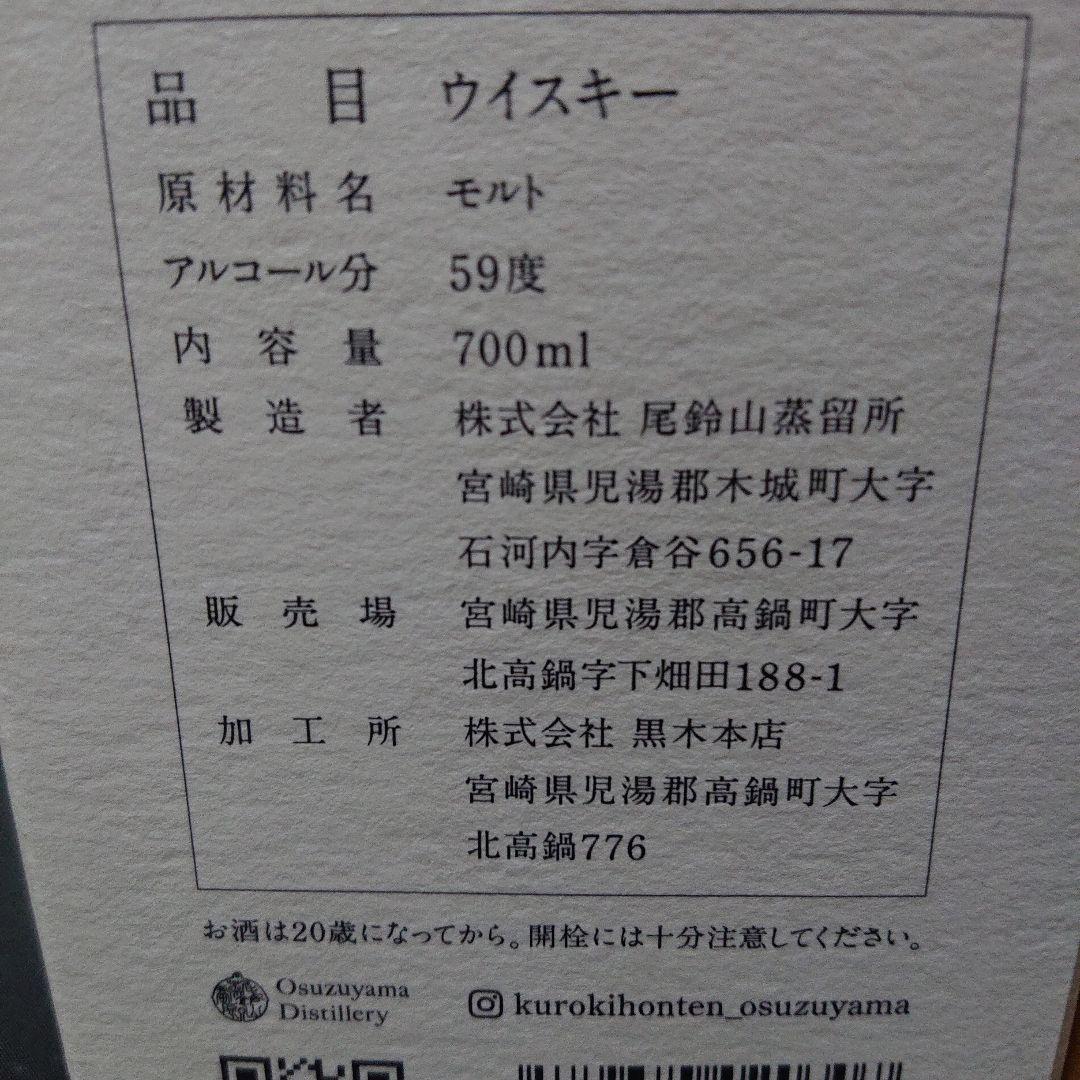 品目 ウイスキー
原材料名 モルト
アルコール分 59度
内容量 700ml
製造者 株式会社 尾鈴山蒸留所
宮崎県児湯郡木城町大字
石河内字倉谷656-17
販売場 宮崎県児湯郡高鍋町大字
北高鍋字下畑田188-1
加工所 株式会社 黒木本店
宮崎県児湯郡高鍋町大字
北高鍋776
お酒は20歳になってから。開栓には十分注意してください。
Osuzuyama
Distillery
kurokihonten_osuzuyama